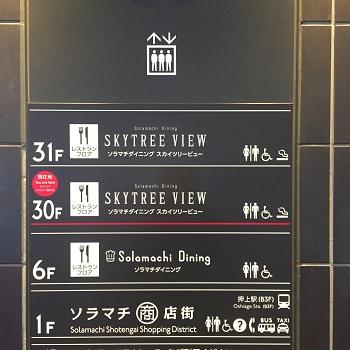 Solamachi Dining
31F レストランフロア SKYTREE VIEW
ソラマチダイニング スカイツリービュー
現在地
You are here
Solamachi Dining
30F レストランフロア SKYTREE VIEW
ソラマチダイニング スカイツリービュー
6F レストランフロア Solamachi Dining
ソラマチダイニング
1F ソラマチ 商 店街
Solamachi Shotengai Shopping District
押上駅(B3F)
Oshiage Sta. (B3F)
? BUS TAXI